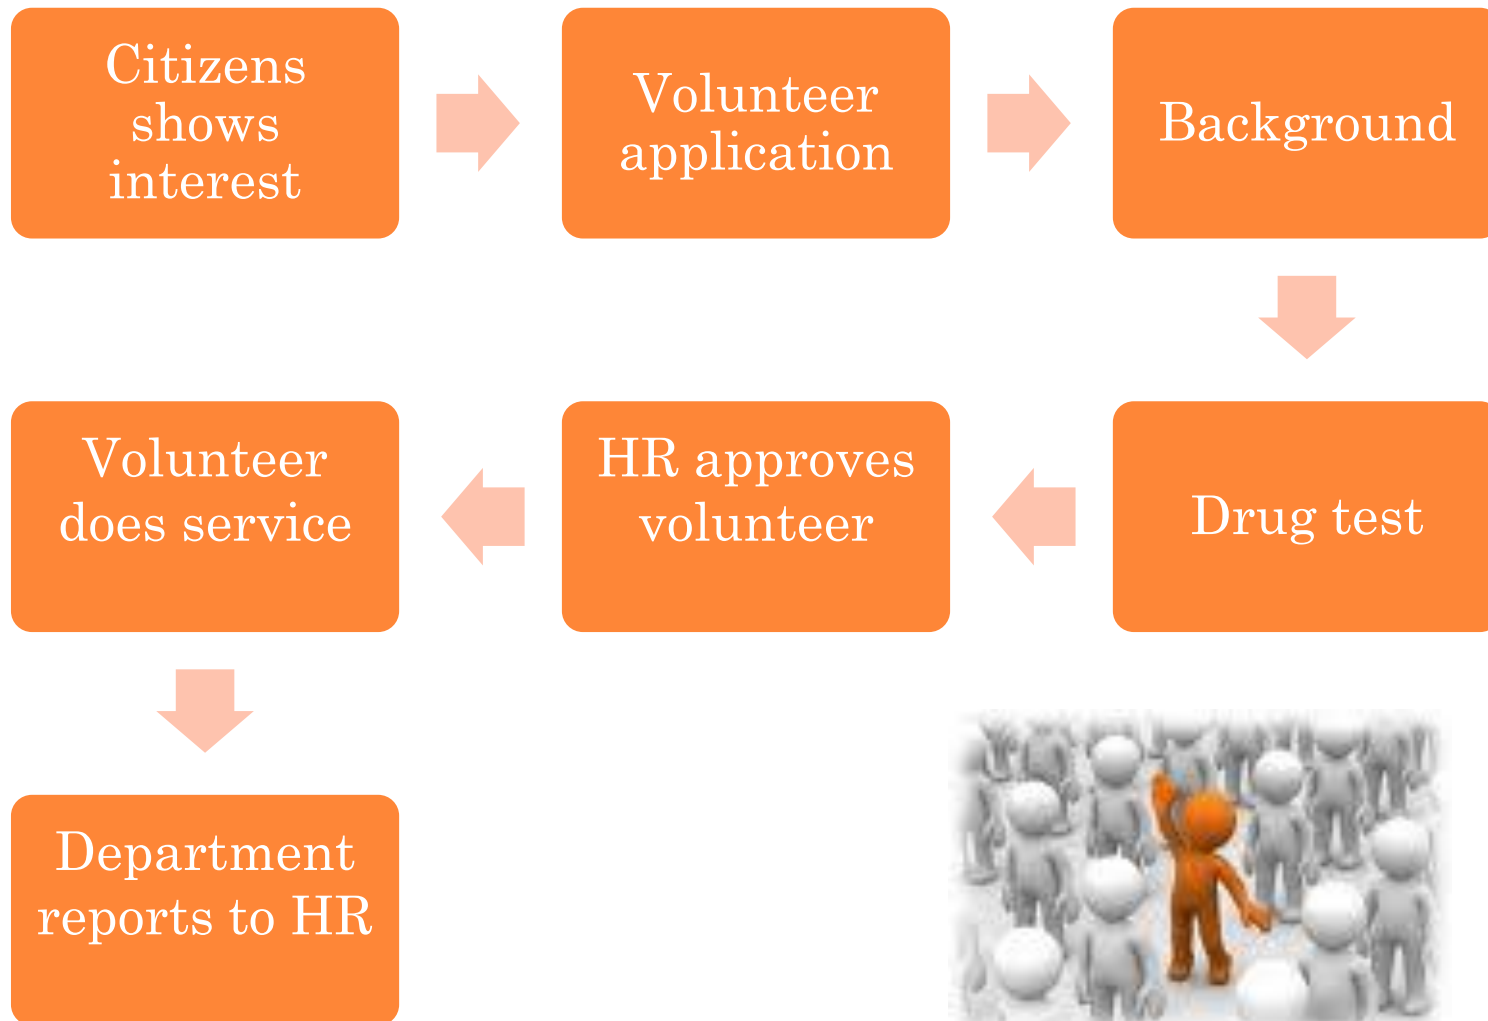 Citizens
shows
interest
Volunteer
application
Background
Drug test
HR approves
volunteer
Volunteer
does service
Department
reports to HR